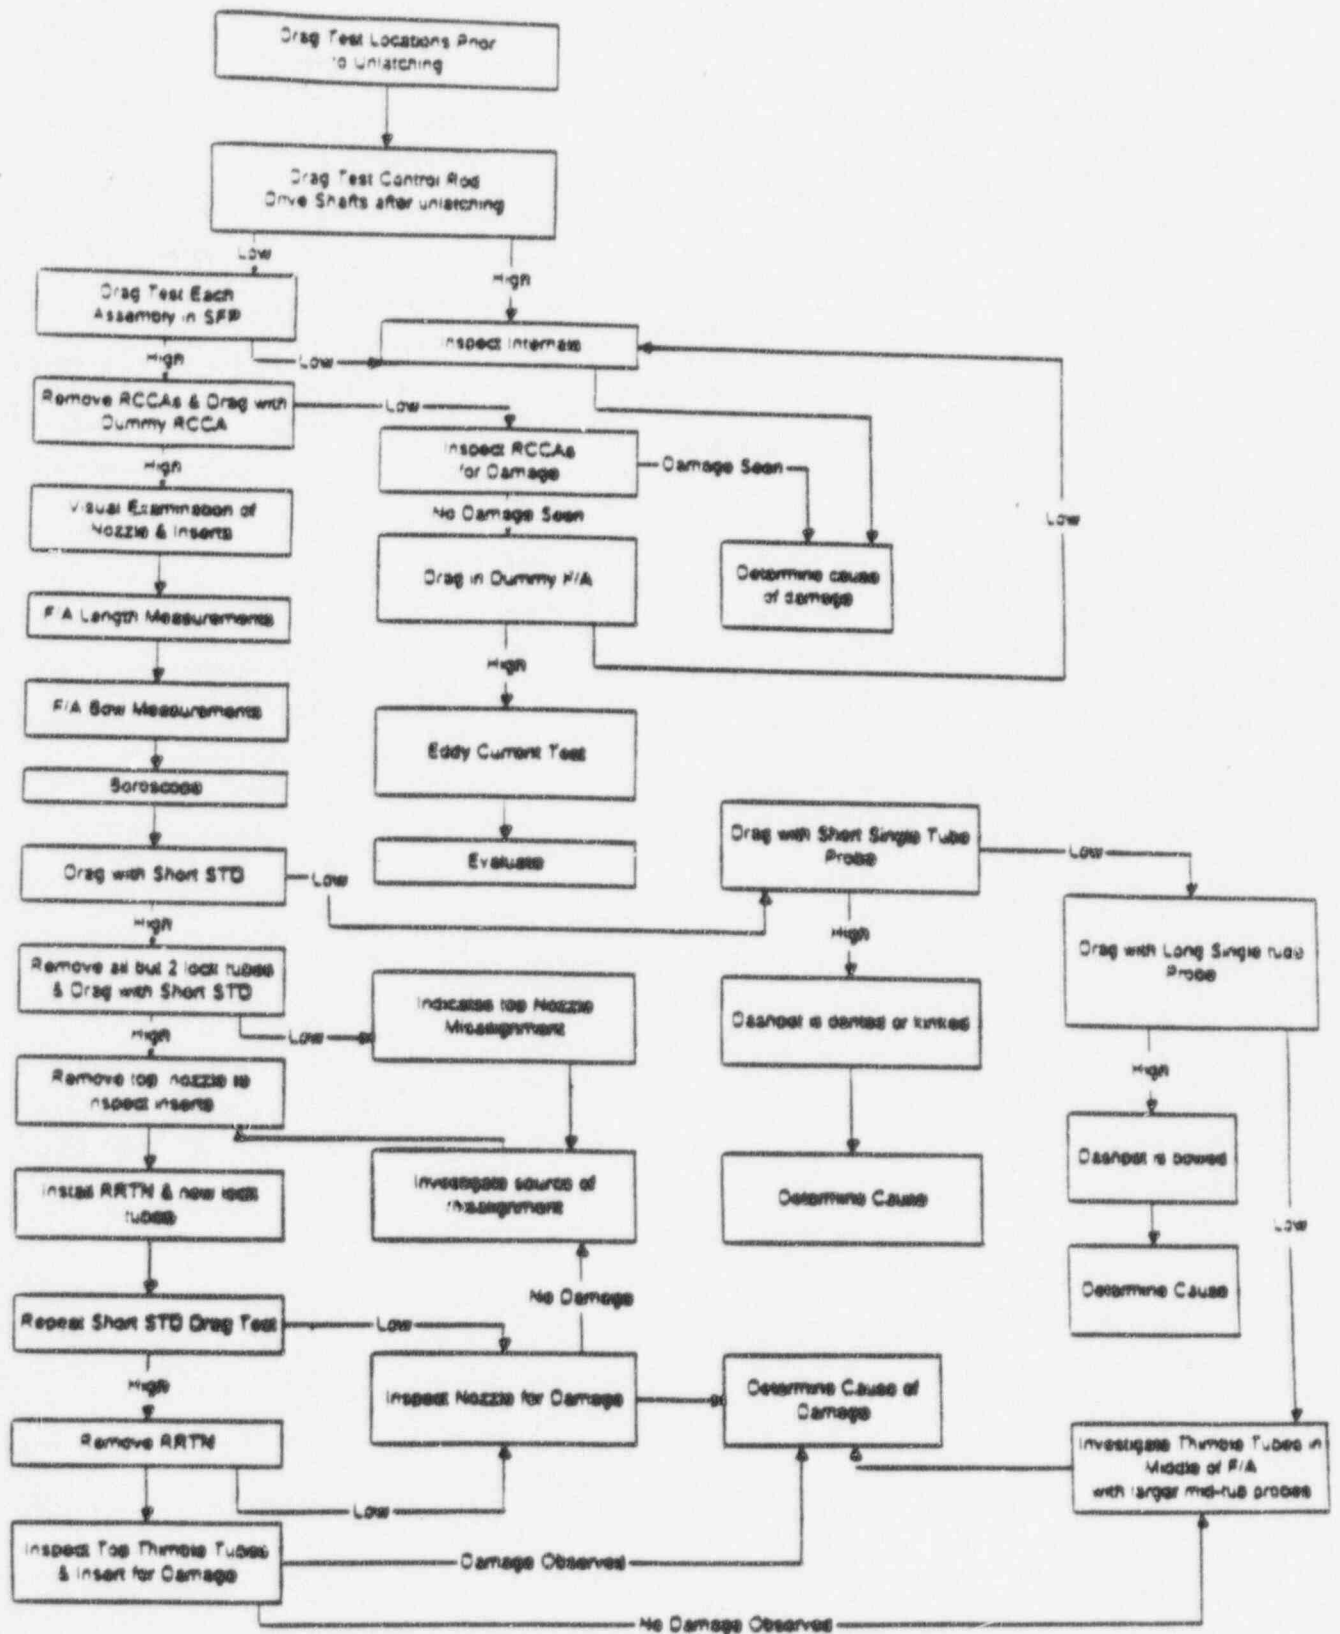 Drag Test Locations Prior
to Unlatching
Drag Test Control Rod
Drive Shafts after unlatching
Low
High
Drag Test Each
Assembly in SFP
Inspect Internals
High
Low
Remove RCCAs & Drag with
Dummy RCCA
Low
Inspect RCCAs
for Damage
Damage Seen
Low
High
No Damage Seen
Visual Examination of
Nozzle & Inserts
Drag in Dummy F/A
Determine cause
of damage
F/A Length Measurements
High
F/A Bow Measurements
Eddy Current Test
Boroscope
Evaluate
Drag with Short Single Tube
Probe
Low
Drag with Short STD
Low
High
High
Drag with Long Single tube
Probe
Remove all but 2 lock tubes
& Drag with Short STD
Indicates top Nozzle
Misalignment
Dashpot is dented or kinked
High
Low
High
Remove top nozzle to
inspect inserts
Dashpot is bowed
Install RRTN & new lock
tubes
Investigate source of
misalignment
Determine Cause
Low
Determine Cause
No Damage
Repeat Short STD Drag Test
Low
High
Inspect Nozzle for Damage
Determine Cause of
Damage
Remove RRTN
Investigate Thimble Tubes in
Middle of F/A
with larger mid-tub probes
Low
Inspect Top Thimble Tubes
& Insert for Damage
Damage Observed
No Damage Observed